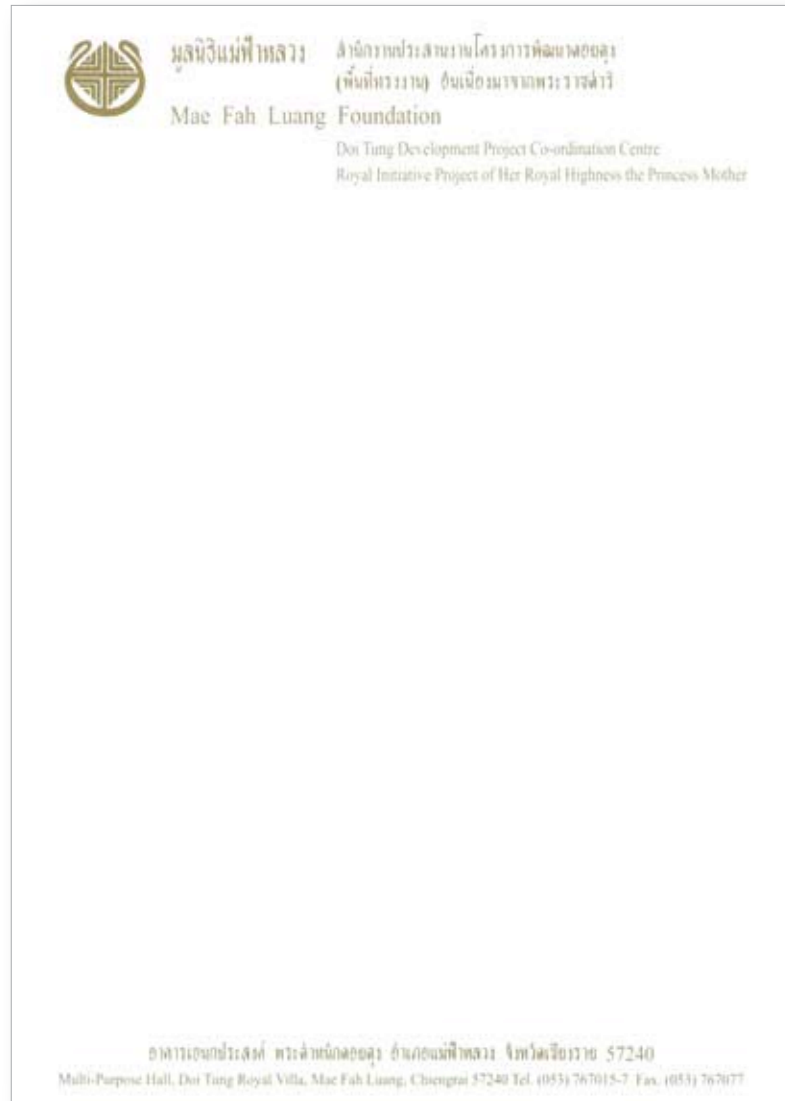 มูลนิธิแม่ฟ้าหลวง
สำนักงานประสานงานโครงการพัฒนาดอยตุง
(พื้นที่ทรงงาน) อันเนื่องมาจากพระราชดำริ
Mae Fah Luang Foundation
Doi Tung Development Project Co-ordination Centre
Royal Initiative Project of Her Royal Highness the Princess Mother
อาคารเอนกประสงค์ พระตำหนักดอยตุง อำเภอแม่ฟ้าหลวง จังหวัดเชียงราย 57240
Multi-Purpose Hall, Doi Tung Royal Villa, Mae Fah Luang, Chiengrai 57240 Tel. (053) 767015-7 Fax. (053) 767077